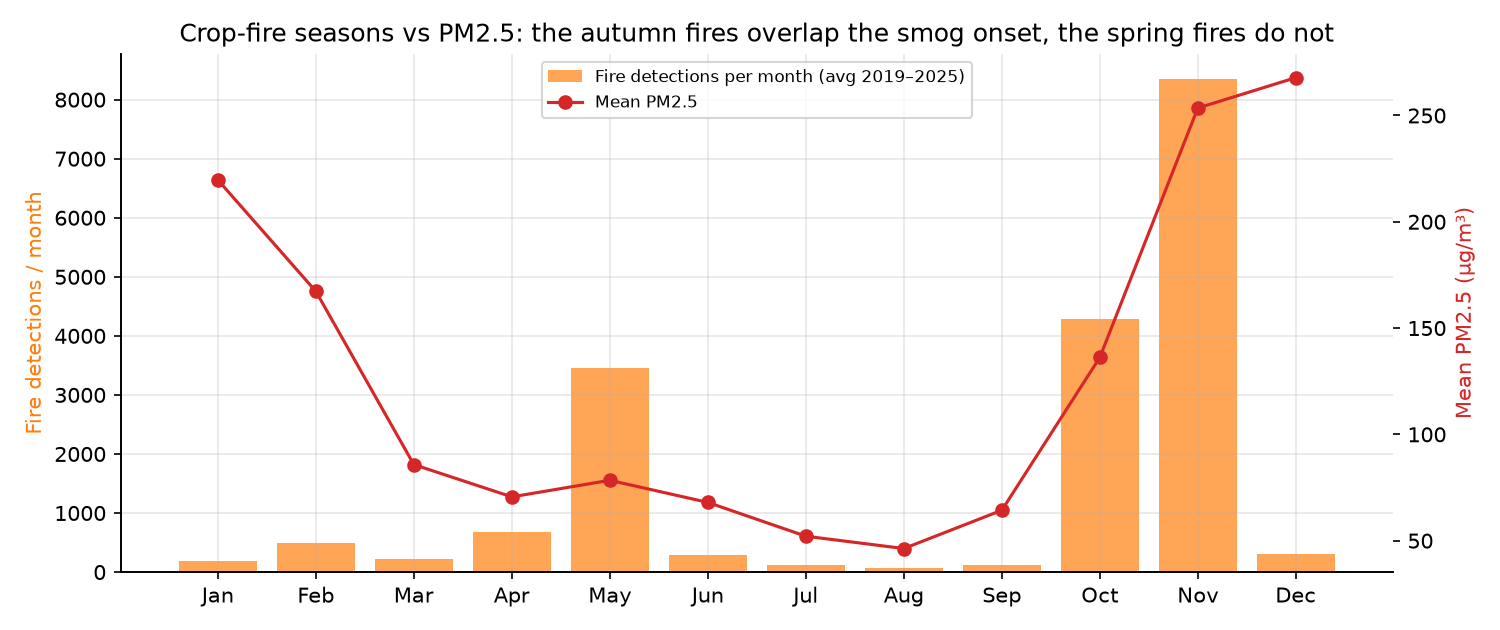 Crop-fire seasons vs PM2.5: the autumn fires overlap the smog onset, the spring fires do not
Fire detections per month (avg 2019–2025)
Mean PM2.5
Fire detections / month
8000
7000
6000
5000
4000
3000
2000
1000
0
250
200
150
100
50
Mean PM2.5 (µg/m³)
Jan Feb Mar Apr May Jun Jul Aug Sep Oct Nov Dec